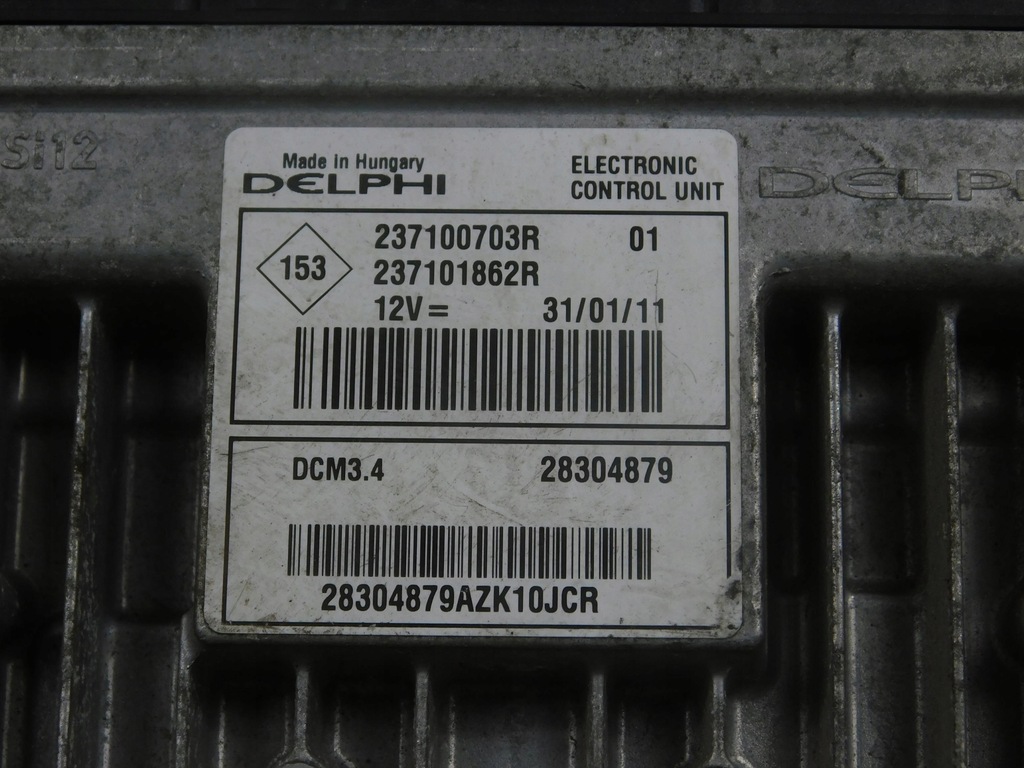 Si12
Made in Hungary
DELPHI
ELECTRONIC
CONTROL UNIT
DELPHI
153
237100703R 01
237101862R
12V= 31/01/11
DCM3.4 28304879
28304879AZK10JCR